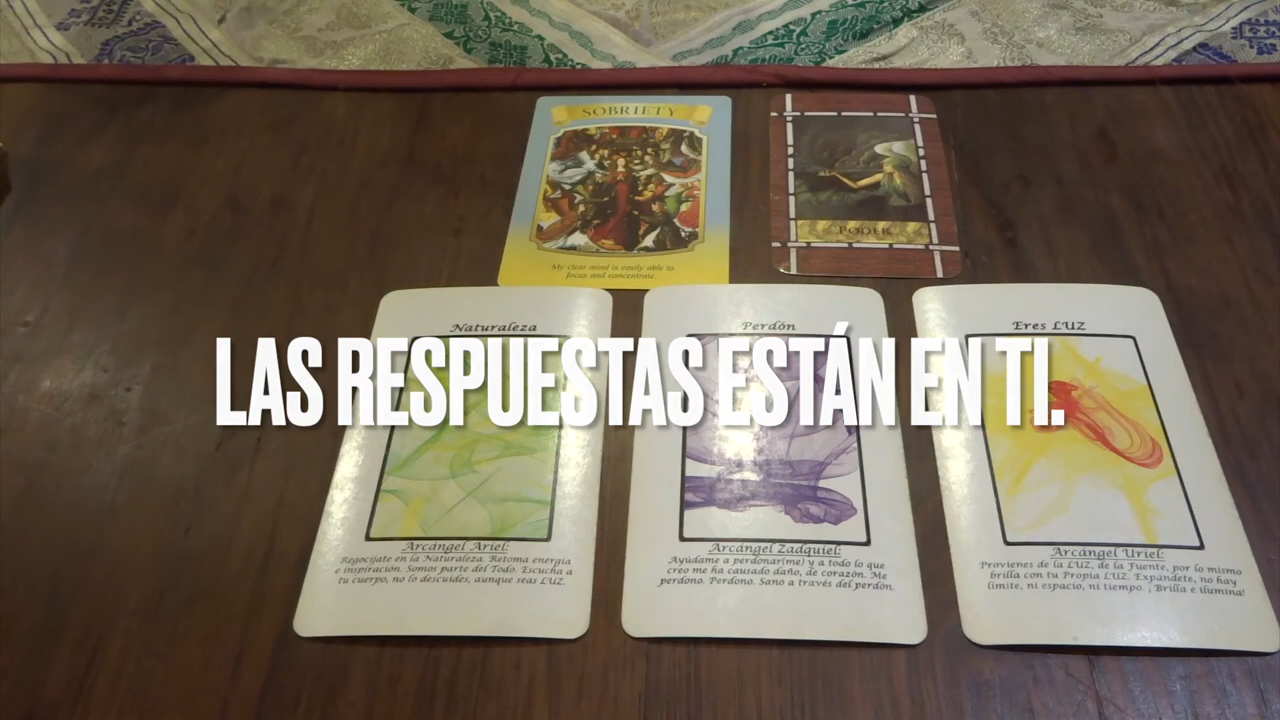 SOBRIETY
My clear mind is easily able to
focus and concentrate.
PODER
Naturaleza
Arcángel Ariel:
Regocíjate en la Naturaleza. Retoma energía
e inspiración. Somos parte del Todo. Escucha a
tu cuerpo, no lo descuides, aunque seas LUZ.
Perdón
Arcángel Zadquiel:
Ayúdame a perdonar(me) y a todo lo que
creo me ha causado daño, de corazón. Me
perdono. Perdono. Sano a través del perdón.
Eres LUZ
Arcángel Uriel:
Provienes de la LUZ, de la Fuente, por lo mismo
brilla con tu Propia LUZ. Expándete, no hay
límite, ni espacio, ni tiempo. ¡ Brilla e ilumina!
LAS RESPUESTAS ESTÁN EN TI.